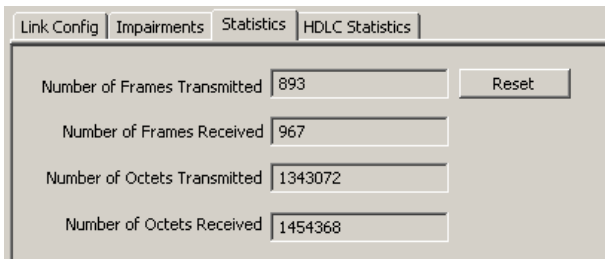 Link Config Impairments Statistics HDLC Statistics
Number of Frames Transmitted 893 Reset
Number of Frames Received 967
Number of Octets Transmitted 1343072
Number of Octets Received 1454368